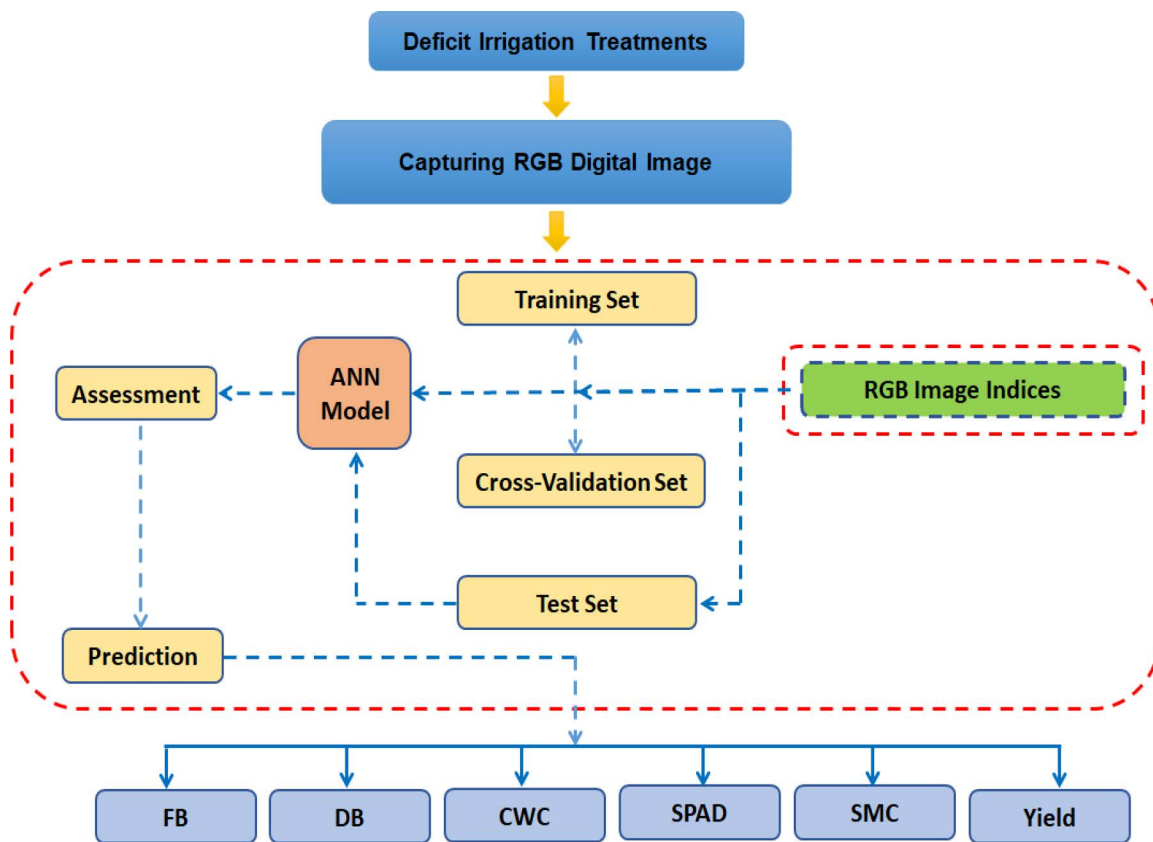 Deficit Irrigation Treatments
Capturing RGB Digital Image
Training Set
ANN
Model
Assessment
RGB Image Indices
Cross-Validation Set
Test Set
Prediction
FB
DB
CWC
SPAD
SMC
Yield